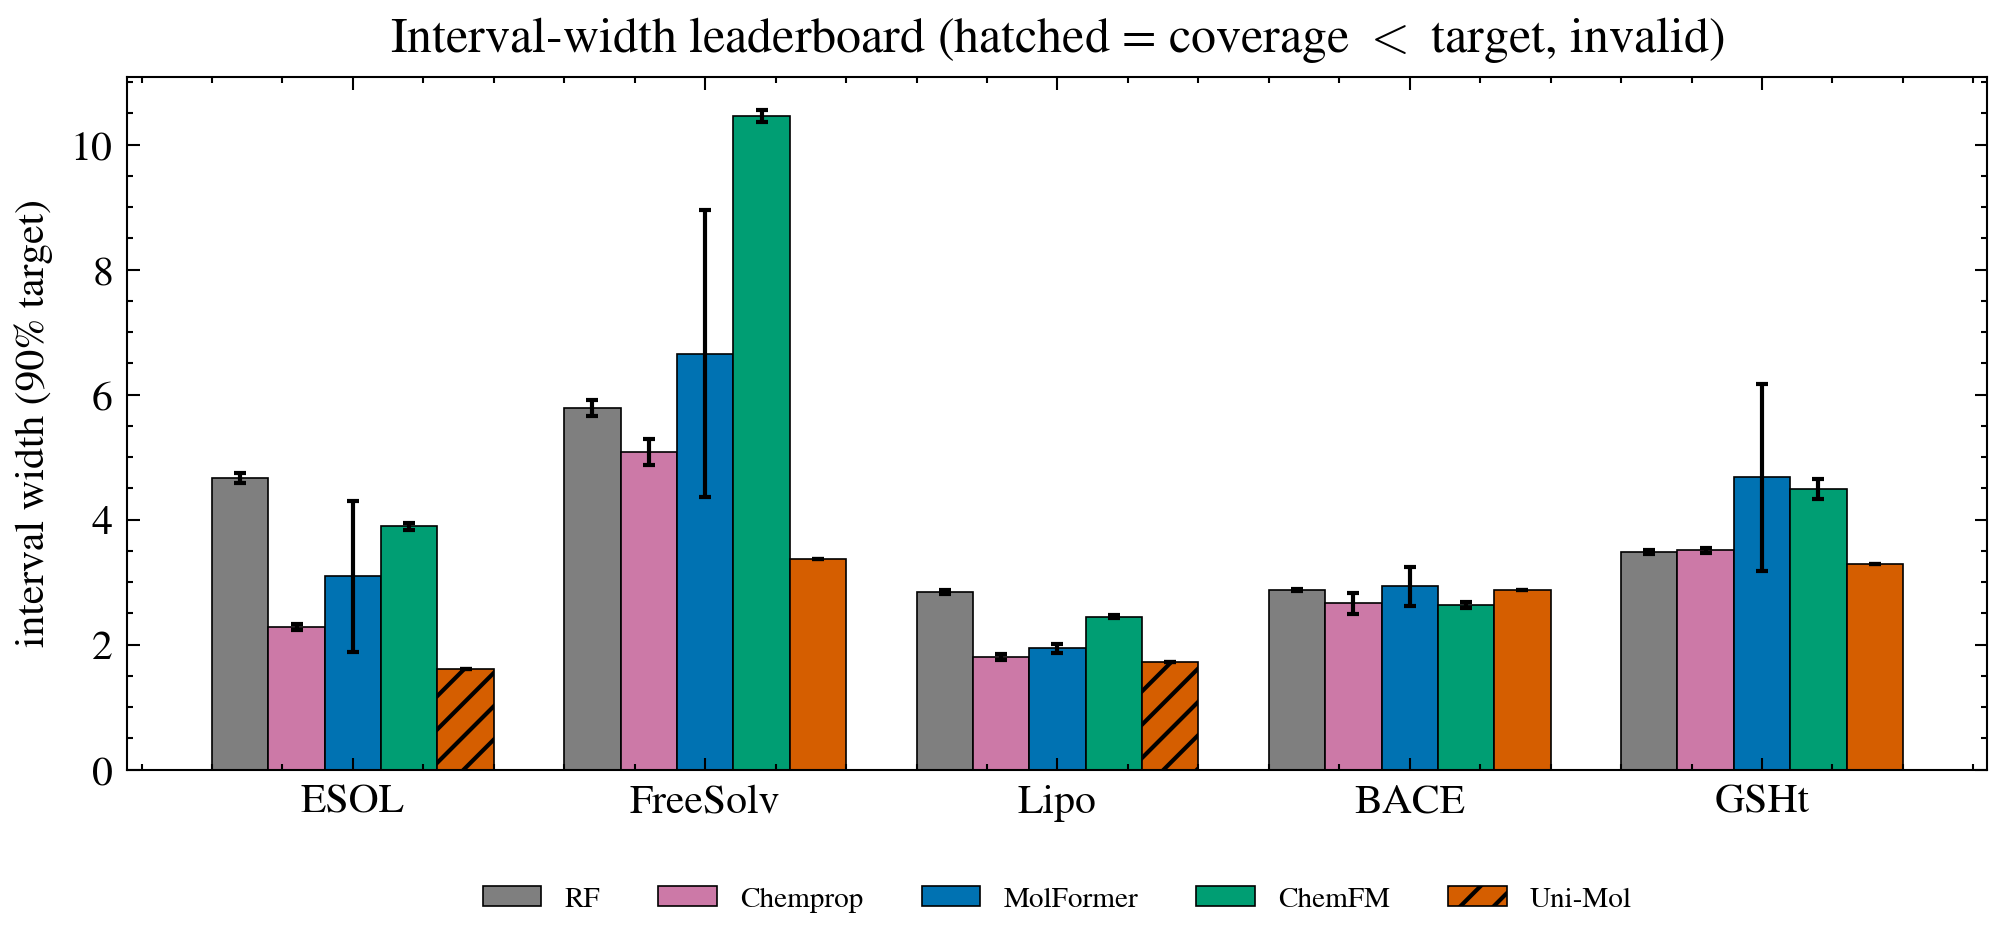 Interval-width leaderboard (hatched = coverage < target, invalid)
interval width (90% target)
10
8
6
4
2
0
ESOL FreeSolv Lipo BACE GSHt
RF Chemprop MolFormer ChemFM Uni-Mol